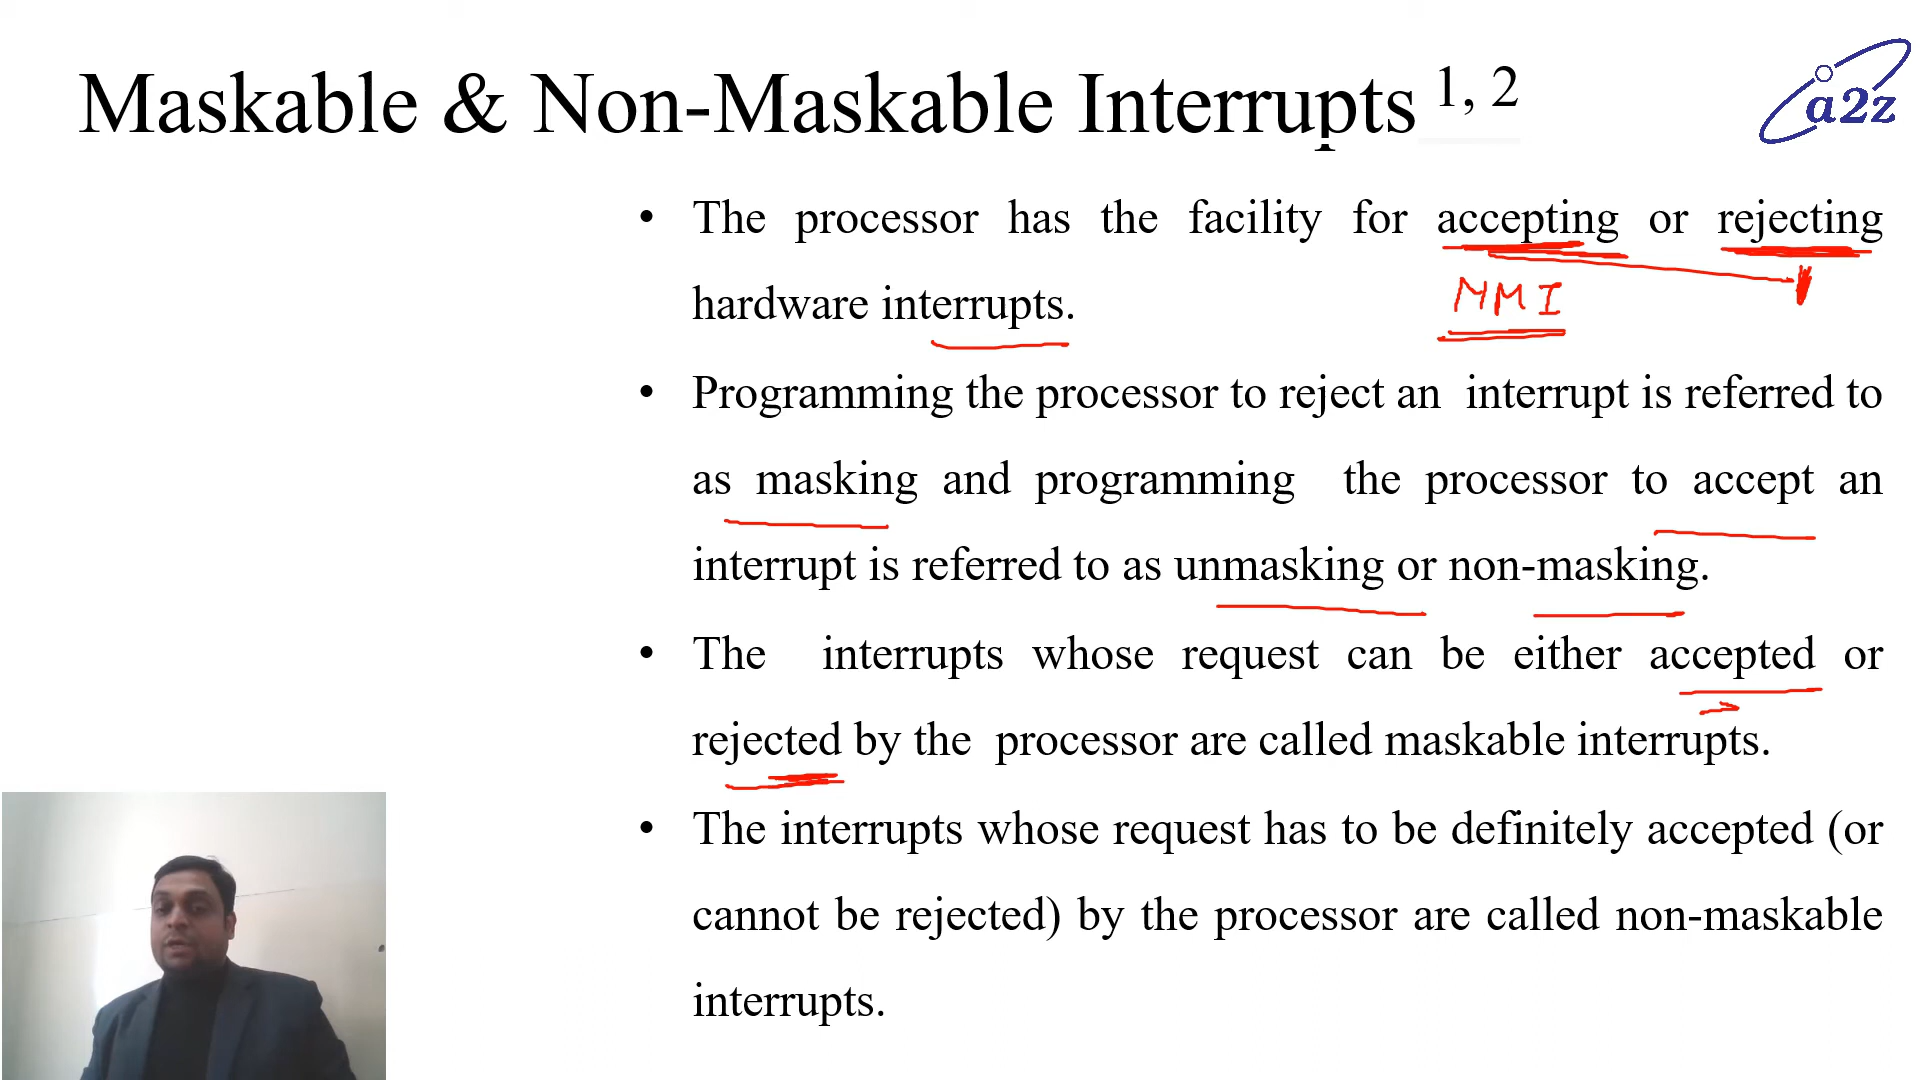 Maskable & Non-Maskable Interrupts 1, 2
a2z
• The processor has the facility for accepting or rejecting
hardware interrupts.
NMI
• Programming the processor to reject an interrupt is referred to
as masking and programming the processor to accept an
interrupt is referred to as unmasking or non-masking.
• The interrupts whose request can be either accepted or
rejected by the processor are called maskable interrupts.
• The interrupts whose request has to be definitely accepted (or
cannot be rejected) by the processor are called non-maskable
interrupts.